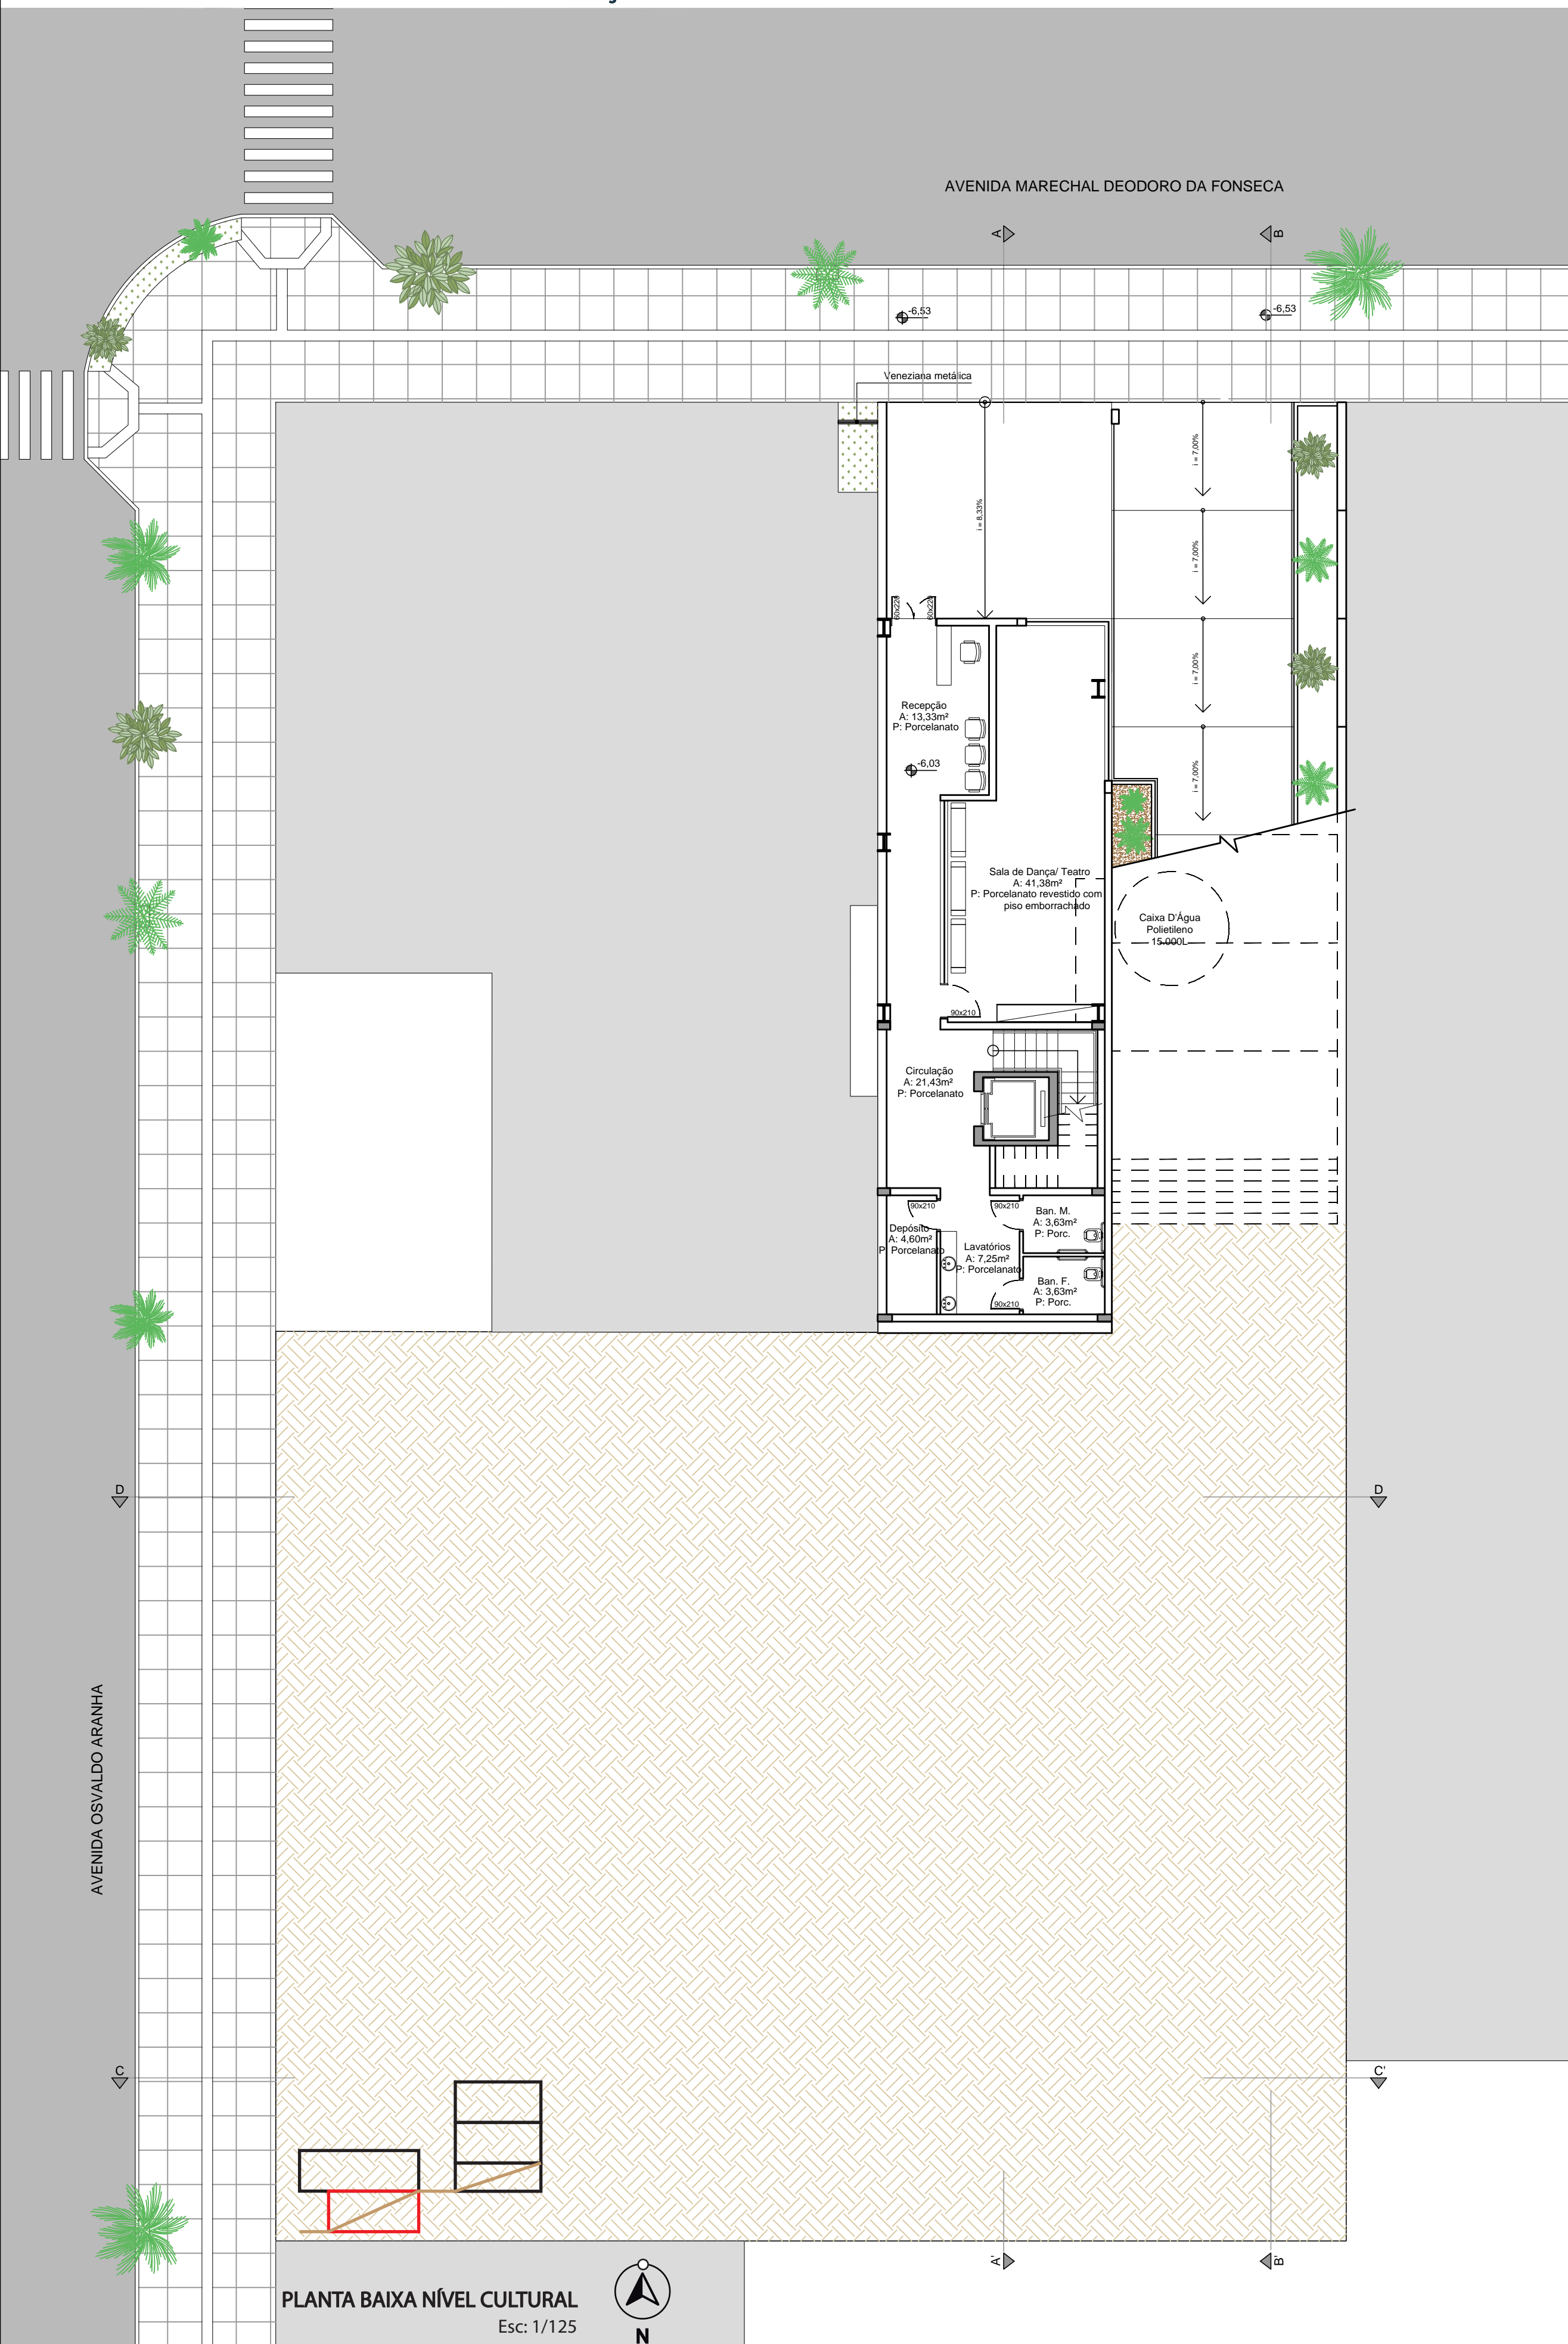 AVENIDA MARECHAL DEODORO DA FONSECA
A
B
-6,53
-6,53
Veneziana metálica
i = 8,33%
i = 7,00%
i = 7,00%
i = 7,00%
i = 7,00%
60x220
60x220
Recepção
A: 13,33m²
P: Porcelanato
-6,03
Sala de Dança/ Teatro
A: 41,38m²
P: Porcelanato revestido com
piso emborrachado
Caixa D'Água
Polietileno
15.000L
90x210
Circulação
A: 21,43m²
P: Porcelanato
90x210
90x210
Depósito
A: 4,60m²
P: Porcelanato
Lavatórios
A: 7,25m²
P: Porcelanato
Ban. M.
A: 3,63m²
P: Porc.
Ban. F.
A: 3,63m²
P: Porc.
90x210
D
D
AVENIDA OSVALDO ARANHA
C
C'
A'
B'
PLANTA BAIXA NÍVEL CULTURAL
Esc: 1/125
N